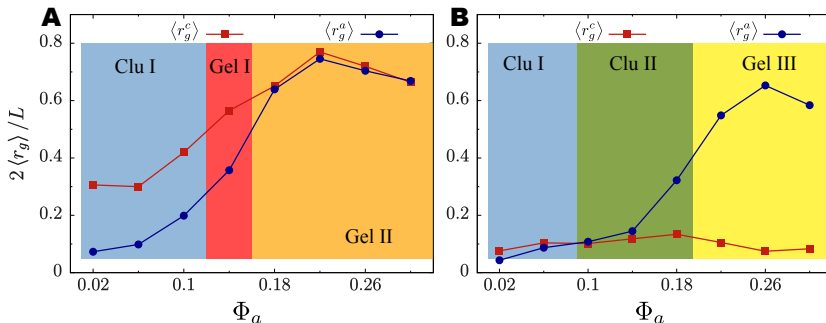 A
⟨r_g^c⟩
⟨r_g^a⟩
Clu I
Gel I
Gel II
2 ⟨r_g⟩ / L
0.8
0.6
0.4
0.2
0
0.02
0.1
0.18
0.26
Φ_a
B
⟨r_g^c⟩
⟨r_g^a⟩
Clu I
Clu II
Gel III
0.8
0.6
0.4
0.2
0
0.02
0.1
0.18
0.26
Φ_a